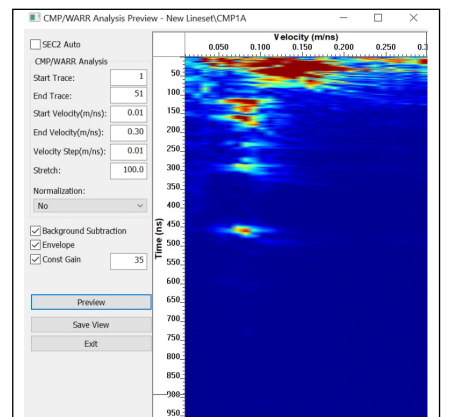 CMP/WARR Analysis Preview - New Lineset\CMP1A
SEC2 Auto
CMP/WARR Analysis
Start Trace: 1
End Trace: 51
Start Velocity(m/ns): 0.01
End Velocity(m/ns): 0.30
Velocity Step(m/ns): 0.01
Stretch: 100.0
Normalization:
No
Background Subtraction
Envelope
Const Gain 35
Preview
Save View
Exit
Velocity (m/ns)
0.050 0.100 0.150 0.200 0.250 0.3
Time (ns)
50
100
150
200
250
300
350
400
450
500
550
600
650
700
750
800
850
900
950